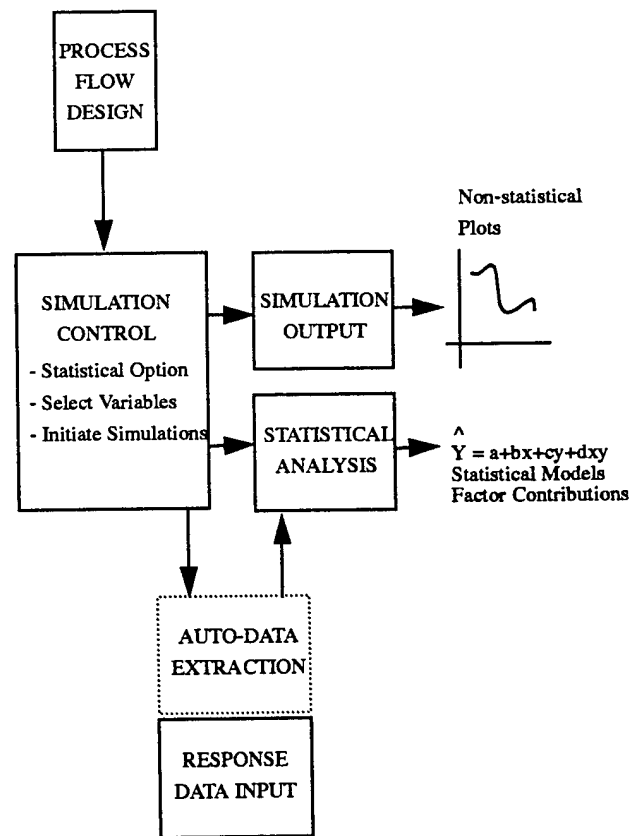 PROCESS
FLOW
DESIGN
Non-statistical
Plots
SIMULATION
CONTROL
- Statistical Option
- Select Variables
- Initiate Simulations
SIMULATION
OUTPUT
STATISTICAL
ANALYSIS
^
Y = a+bx+cy+dxy
Statistical Models
Factor Contributions
AUTO-DATA
EXTRACTION
RESPONSE
DATA INPUT